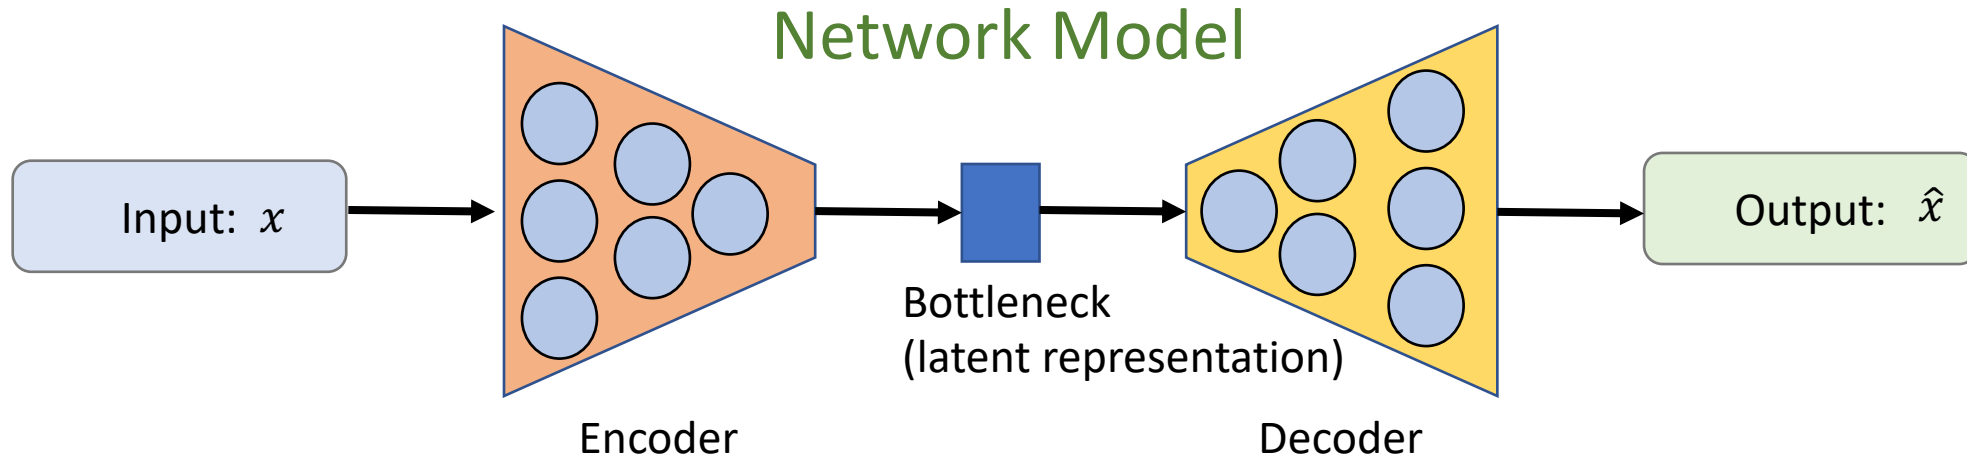 Network Model
Input: x
Output: x̂
Bottleneck
(latent representation)
Encoder
Decoder